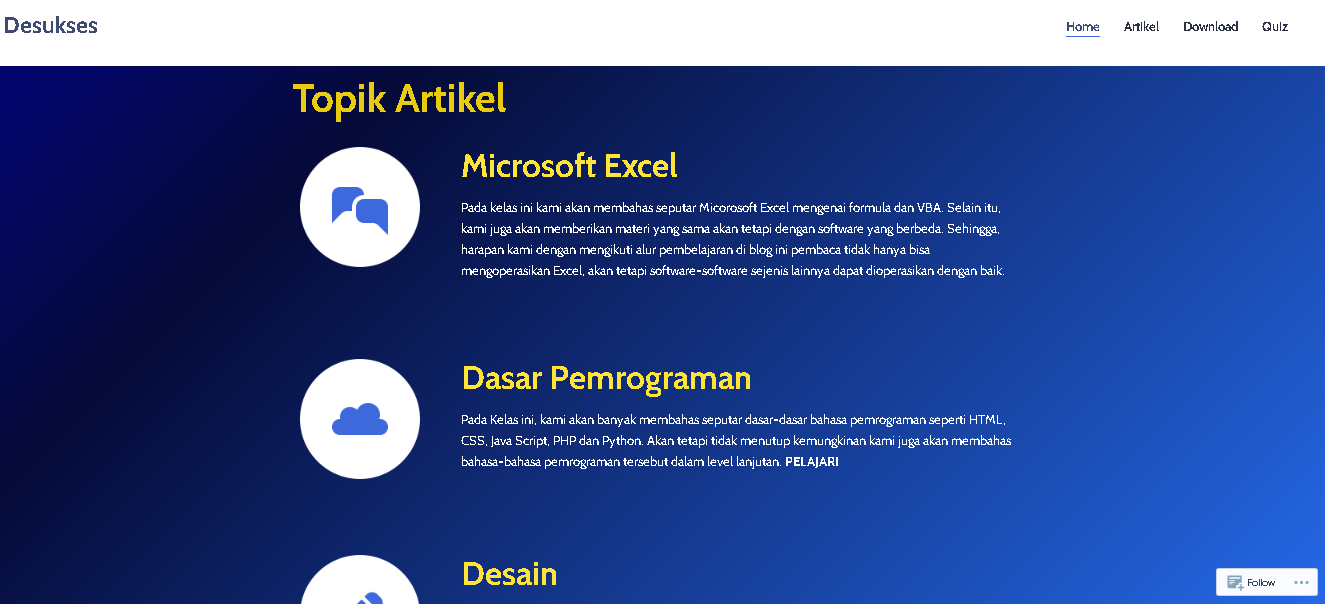 Desukses
Home Artikel Download Quiz
Topik Artikel
Microsoft Excel
Pada kelas ini kami akan membahas seputar Micorosoft Excel mengenai formula dan VBA. Selain itu,
kami juga akan memberikan materi yang sama akan tetapi dengan software yang berbeda. Sehingga,
harapan kami dengan mengikuti alur pembelajaran di blog ini pembaca tidak hanya bisa
mengoperasikan Excel, akan tetapi software-software sejenis lainnya dapat dioperasikan dengan baik.
Dasar Pemrograman
Pada Kelas ini, kami akan banyak membahas seputar dasar-dasar bahasa pemrograman seperti HTML,
CSS, Java Script, PHP dan Python. Akan tetapi tidak menutup kemungkinan kami juga akan membahas
bahasa-bahasa pemrograman tersebut dalam level lanjutan. PELAJARI
Desain
Follow